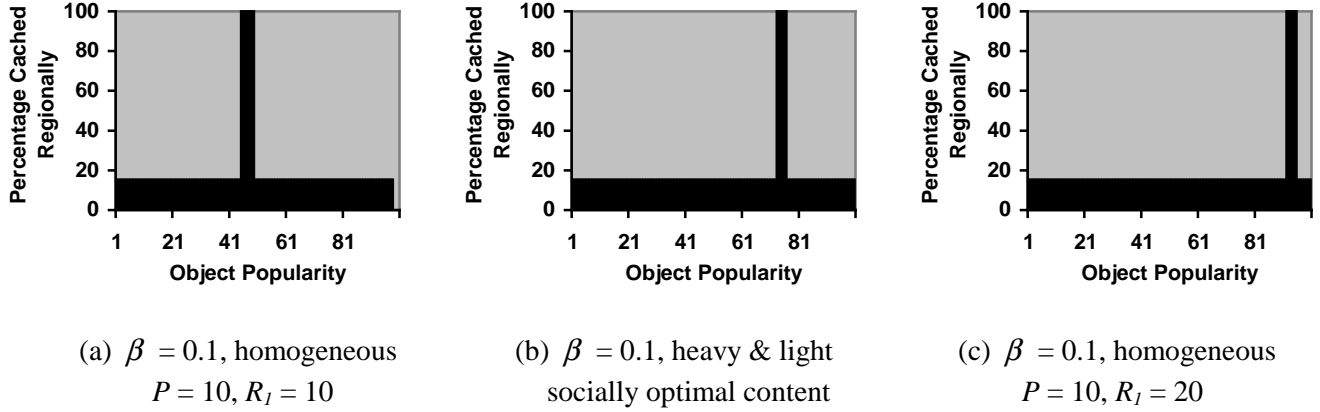 Percentage Cached
Regionally
100
80
60
40
20
0
1 21 41 61 81
Object Popularity
(a) β = 0.1, homogeneous
P = 10, R₁ = 10
Percentage Cached
Regionally
100
80
60
40
20
0
1 21 41 61 81
Object Popularity
(b) β = 0.1, heavy & light
socially optimal content
Percentage Cached
Regionally
100
80
60
40
20
0
1 21 41 61 81
Object Popularity
(c) β = 0.1, homogeneous
P = 10, R₁ = 20